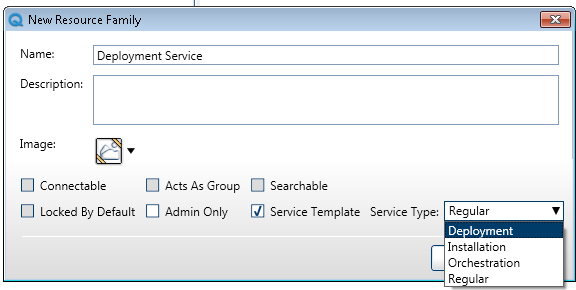 New Resource Family
Name: Deployment Service
Description:
Image:
Connectable Acts As Group Searchable
Locked By Default Admin Only Service Template Service Type: Regular
Deployment
Installation
Orchestration
Regular